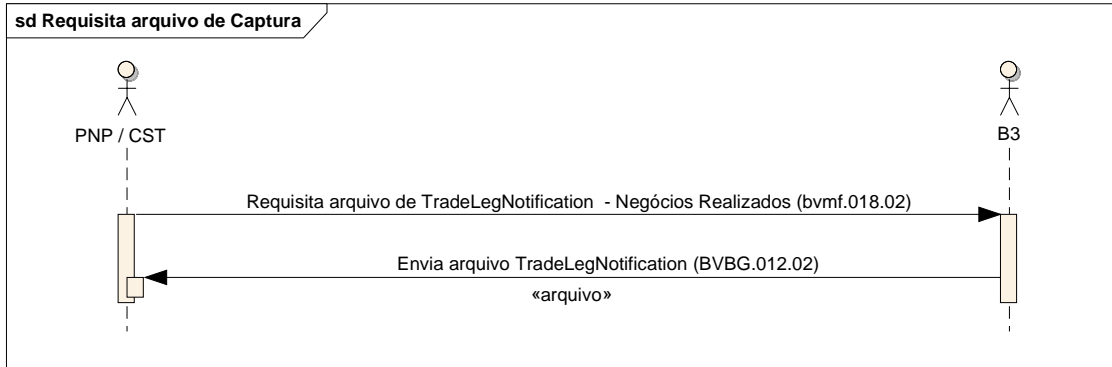 sd Requisita arquivo de Captura
PNP / CST
B3
Requisita arquivo de TradeLegNotification  - Negócios Realizados (bvmf.018.02)
Envia arquivo TradeLegNotification (BVBG.012.02)
«arquivo»